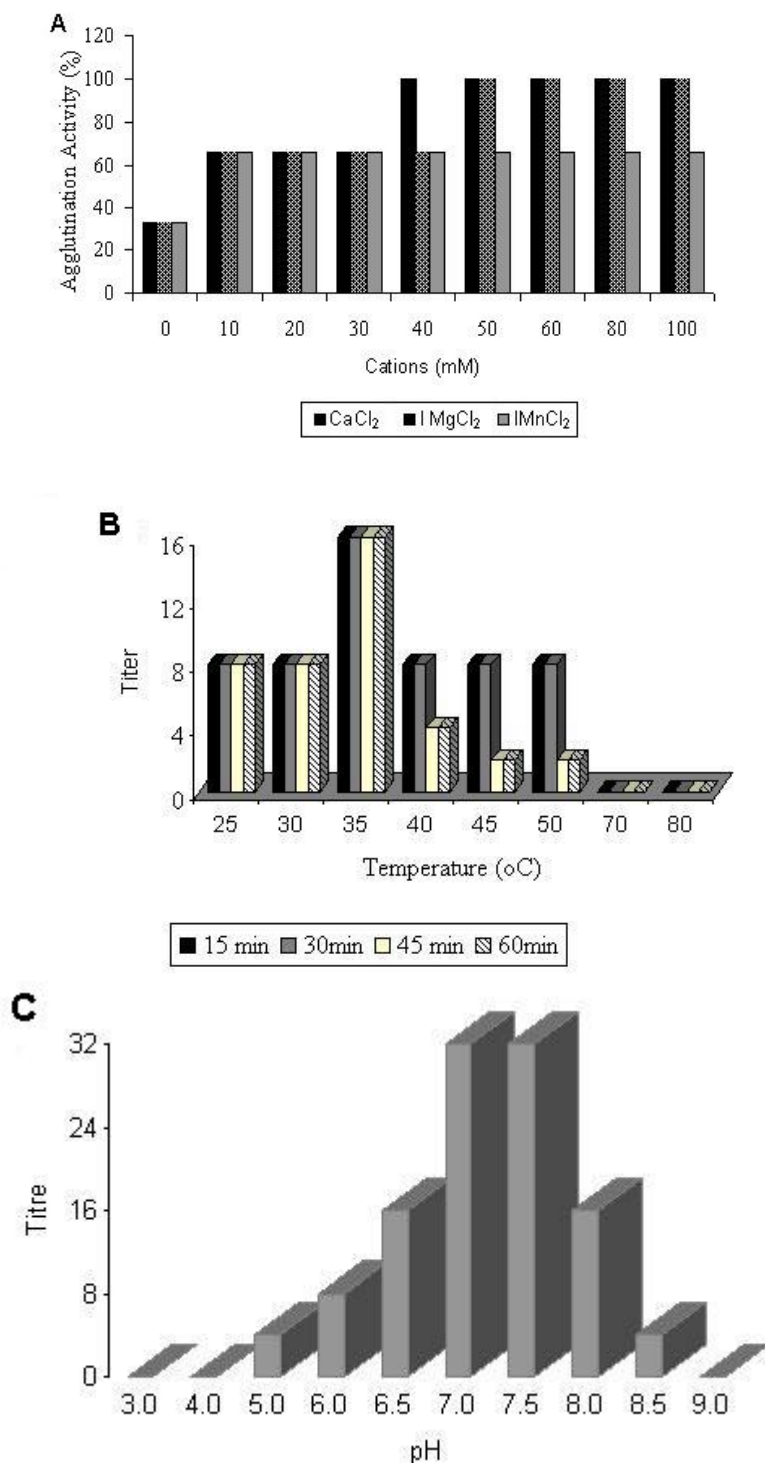 A
Agglutination Activity (%)
120
100
80
60
40
20
0
0 10 20 30 40 50 60 80 100
Cations (mM)
CaCl₂ I MgCl₂ IMnCl₂
B
Titer
16
12
8
4
0
25 30 35 40 45 50 70 80
Temperature (oC)
15 min 30min 45 min 60min
C
Titre
32
24
16
8
0
3.0 4.0 5.0 6.0 6.5 7.0 7.5 8.0 8.5 9.0
pH